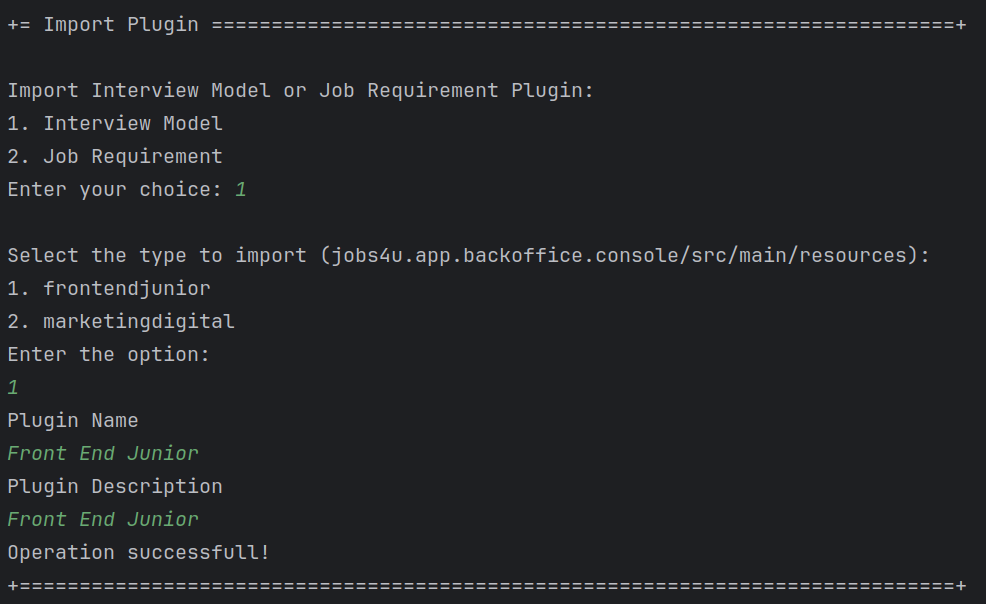 += Import Plugin ==============================================================+
Import Interview Model or Job Requirement Plugin:
1. Interview Model
2. Job Requirement
Enter your choice: 1
Select the type to import (jobs4u.app.backoffice.console/src/main/resources):
1. frontendjunior
2. marketingdigital
Enter the option:
1
Plugin Name
Front End Junior
Plugin Description
Front End Junior
Operation successfull!
+==============================================================================+